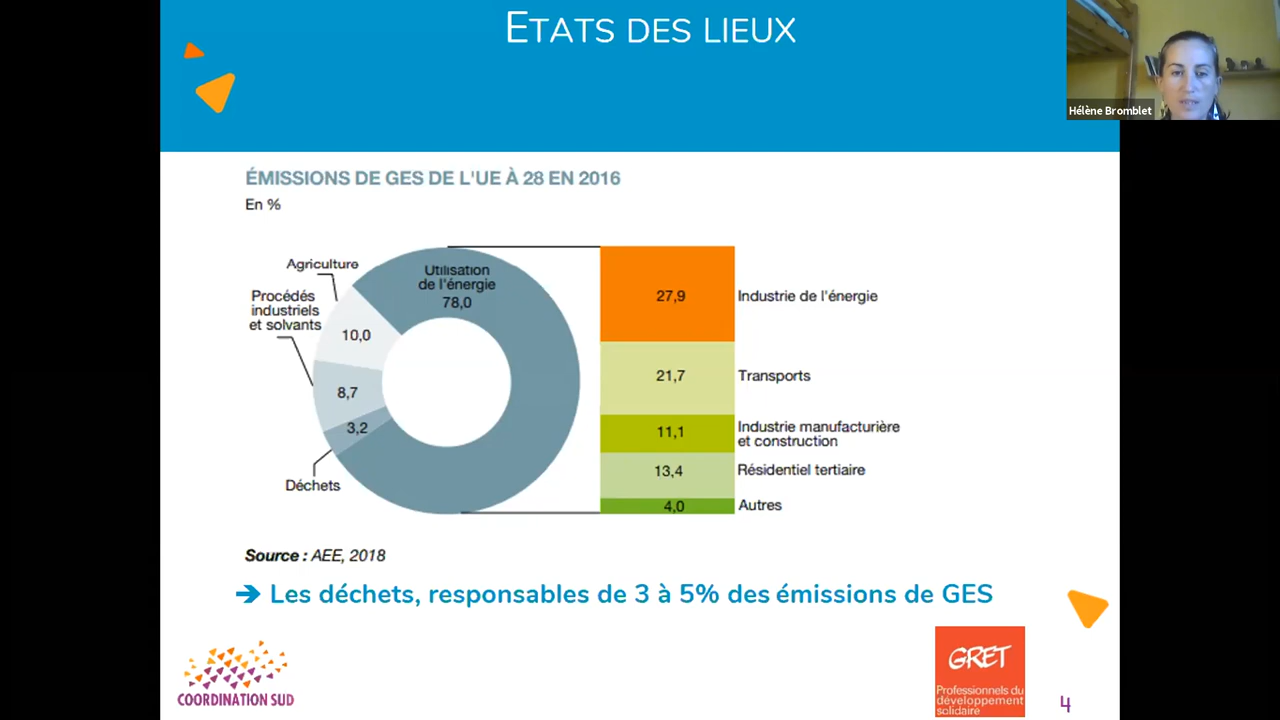 ETATS DES LIEUX
Hélène Bromblet
ÉMISSIONS DE GES DE L'UE À 28 EN 2016
En %
Agriculture
Procédés
industriels
et solvants
Utilisation
de l'énergie
78,0
10,0
8,7
3,2
Déchets
27,9
Industrie de l'énergie
21,7
Transports
11,1
Industrie manufacturière
et construction
13,4
Résidentiel tertiaire
4,0
Autres
Source : AEE, 2018
➔ Les déchets, responsables de 3 à 5% des émissions de GES
COORDINATION SUD
GRET
Professionnels du
développement
solidaire
4